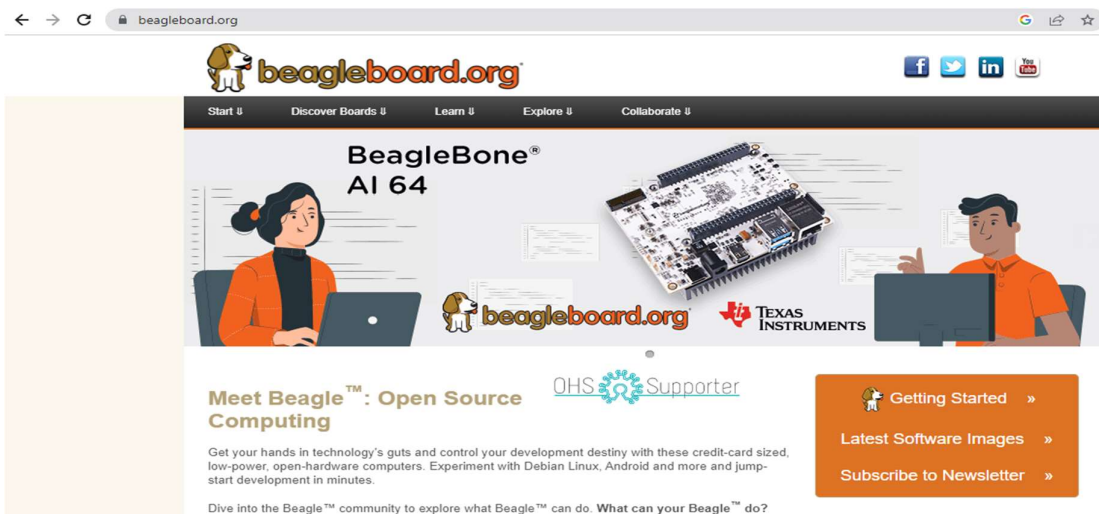 beagleboard.org
beagleboard.org
You
Tube
Start ⇓ Discover Boards ⇓ Learn ⇓ Explore ⇓ Collaborate ⇓
BeagleBone®
AI 64
beagleboard.org
TEXAS
INSTRUMENTS
OHS Supporter
Meet Beagle™: Open Source
Computing
Get your hands in technology's guts and control your development destiny with these credit-card sized,
low-power, open-hardware computers. Experiment with Debian Linux, Android and more and jump-
start development in minutes.
Dive into the Beagle™ community to explore what Beagle™ can do. What can your Beagle™ do?
Getting Started »
Latest Software Images »
Subscribe to Newsletter »